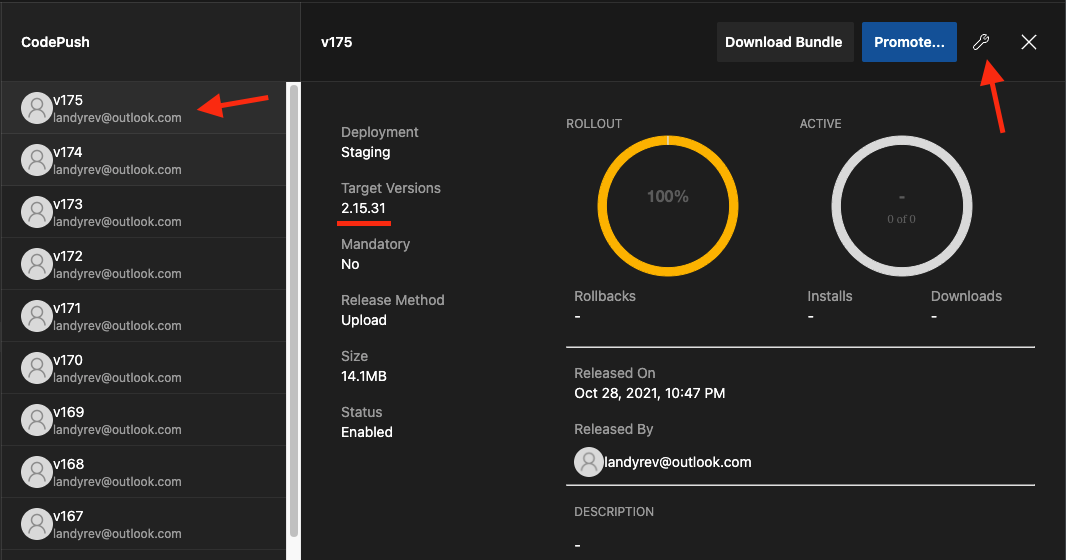 CodePush
v175
landyrev@outlook.com
v174
landyrev@outlook.com
v173
landyrev@outlook.com
v172
landyrev@outlook.com
v171
landyrev@outlook.com
v170
landyrev@outlook.com
v169
landyrev@outlook.com
v168
landyrev@outlook.com
v167
landyrev@outlook.com
v175
Download Bundle
Promote...
Deployment
Staging
Target Versions
2.15.31
Mandatory
No
Release Method
Upload
Size
14.1MB
Status
Enabled
ROLLOUT
100%
ACTIVE
-
0 of 0
Rollbacks
-
Installs
-
Downloads
-
Released On
Oct 28, 2021, 10:47 PM
Released By
landyrev@outlook.com
DESCRIPTION
-